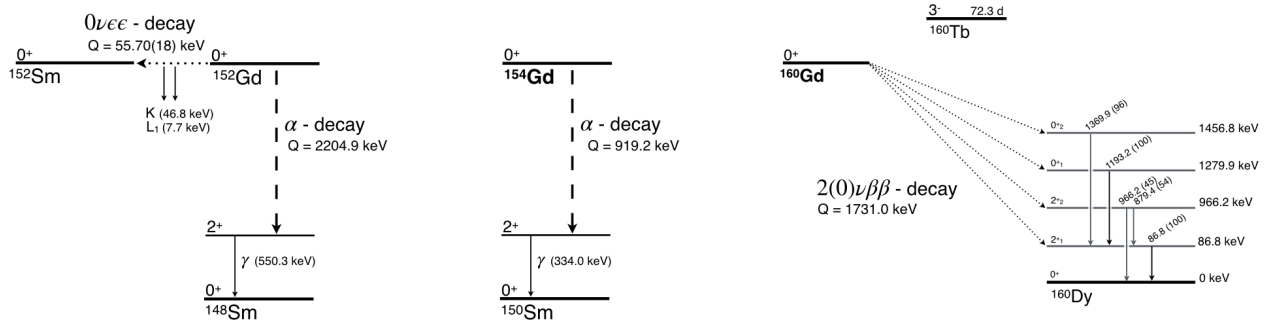 0νϵϵ - decay
Q = 55.70(18) keV
0+
152Sm
0+
152Gd
K (46.8 keV)
L1 (7.7 keV)
α - decay
Q = 2204.9 keV
2+
γ (550.3 keV)
0+
148Sm
0+
154Gd
α - decay
Q = 919.2 keV
2+
γ (334.0 keV)
0+
150Sm
3- 72.3 d
160Tb
0+
160Gd
2(0)νββ - decay
Q = 1731.0 keV
0+2 1369.9 (96) 1456.8 keV
0+1 1193.2 (100) 1279.9 keV
2+2 966.2 (45) 879.4 (54) 966.2 keV
2+1 86.8 (100) 86.8 keV
0+ 0 keV
160Dy